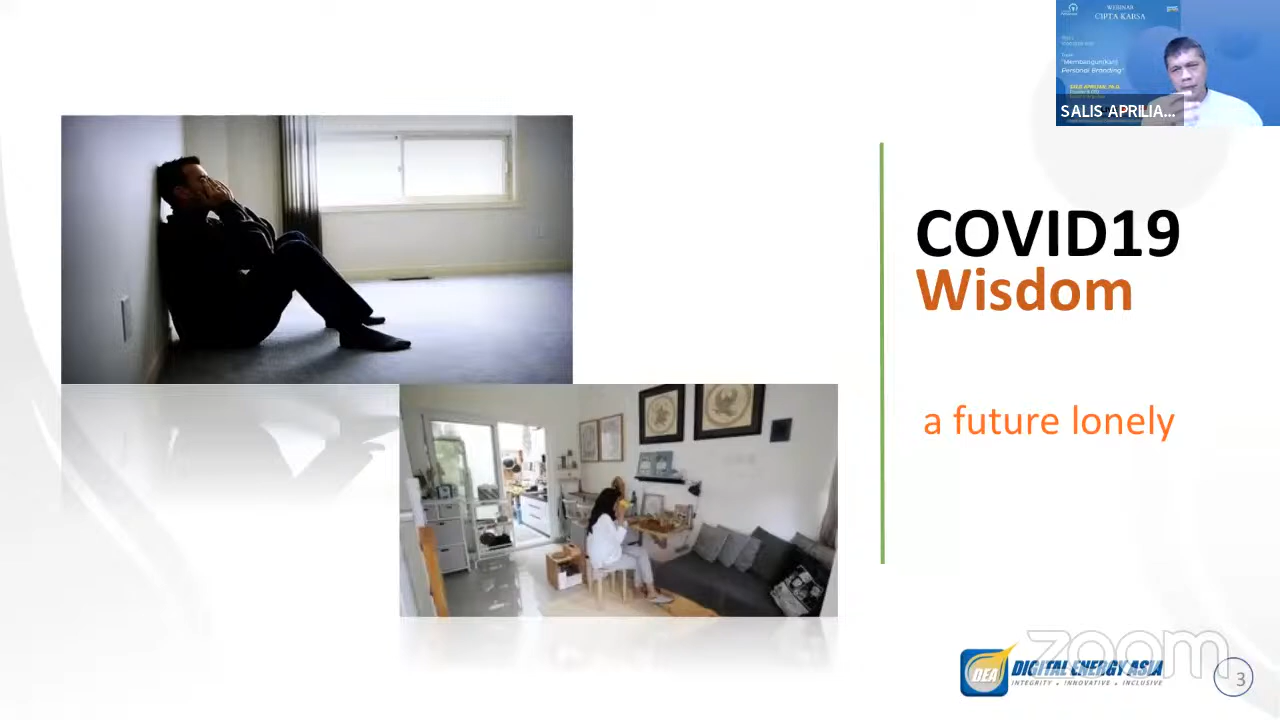 WEBINAR
CIPTA KARSA
"Membangun(kan)
Personal Branding"
SALIS APRILIA...
COVID19
Wisdom
a future lonely
zoom
DEA
DIGITAL ENERGY ASIA
INTEGRITY • INNOVATIVE • INCLUSIVE
3